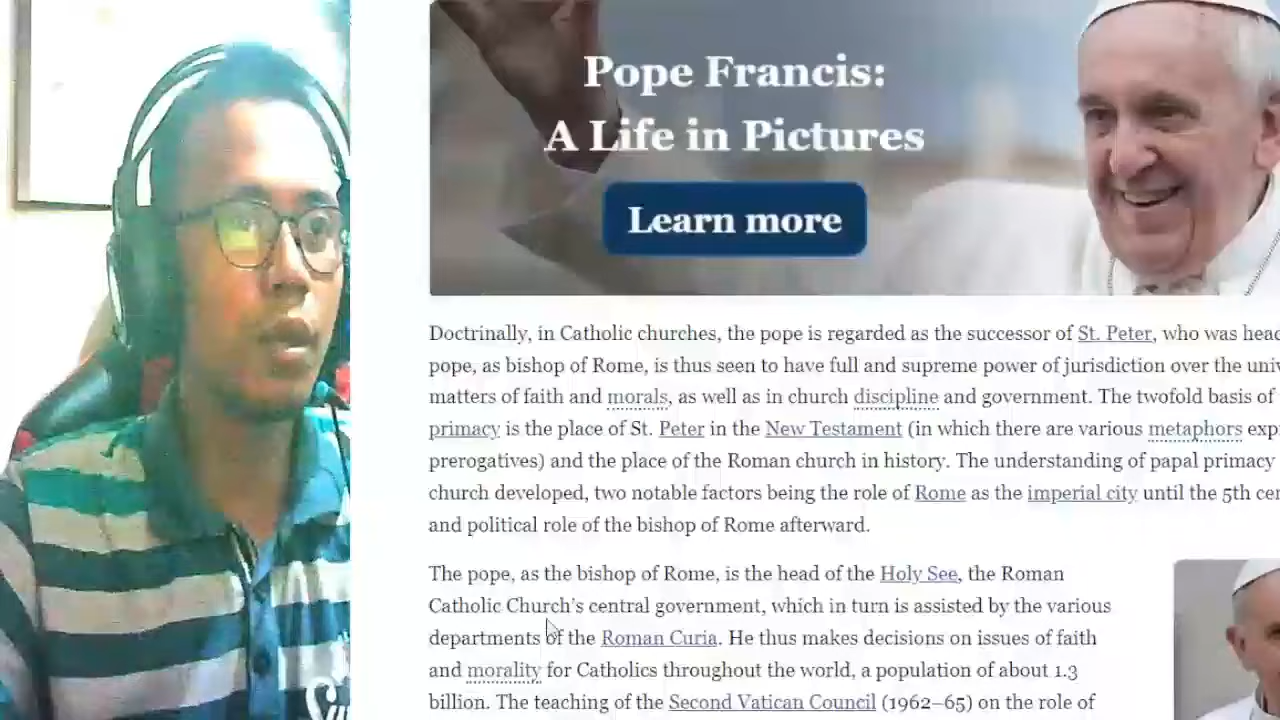 Pope Francis:
A Life in Pictures
Learn more
Doctrinally, in Catholic churches, the pope is regarded as the successor of St. Peter, who was head
pope, as bishop of Rome, is thus seen to have full and supreme power of jurisdiction over the
matters of faith and morals, as well as in church discipline and government. The twofold basis of
primacy is the place of St. Peter in the New Testament (in which there are various metaphors
prerogatives) and the place of the Roman church in history. The understanding of papal primacy
church developed, two notable factors being the role of Rome as the imperial city until the 5th
and political role of the bishop of Rome afterward.
The pope, as the bishop of Rome, is the head of the Holy See, the Roman
Catholic Church's central government, which in turn is assisted by the various
departments of the Roman Curia. He thus makes decisions on issues of faith
and morality for Catholics throughout the world, a population of about 1.3
billion. The teaching of the Second Vatican Council (1962–65) on the role of